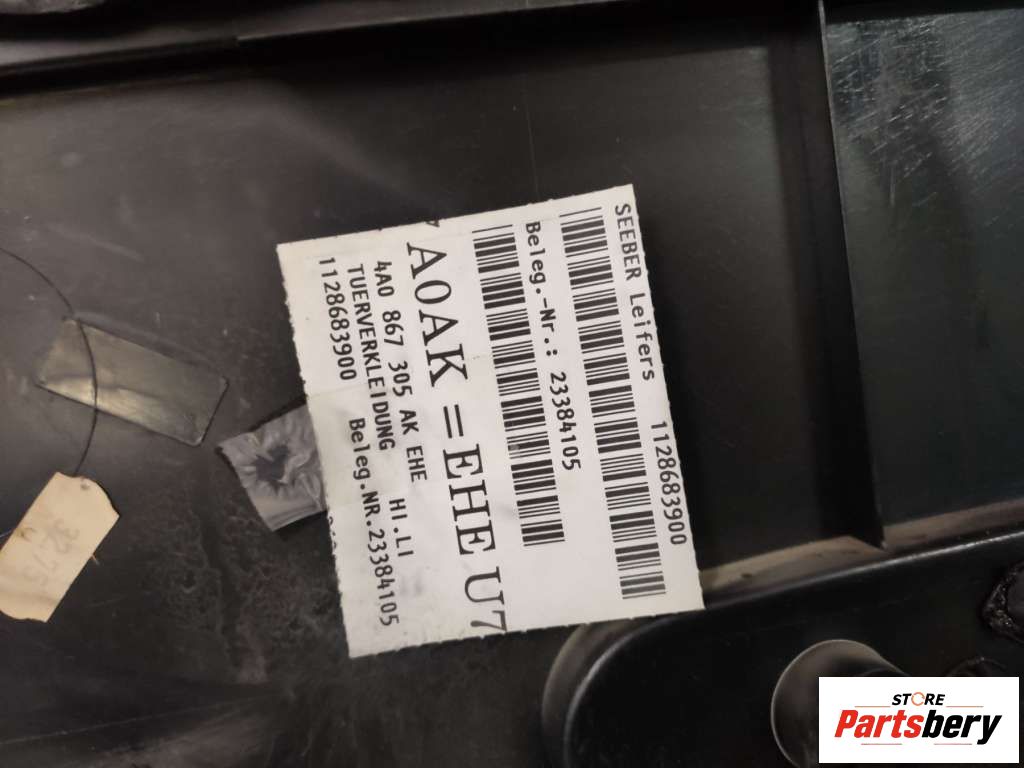 SEEBER Leifers 1128683900
Beleg.-Nr.: 23384105
A0AK =EHE U7
4A0 867 305 AK EHE HI.LI
TUERVERKLEIDUNG
1128683900 Beleg.NR.23384105
STORE
Partsbery